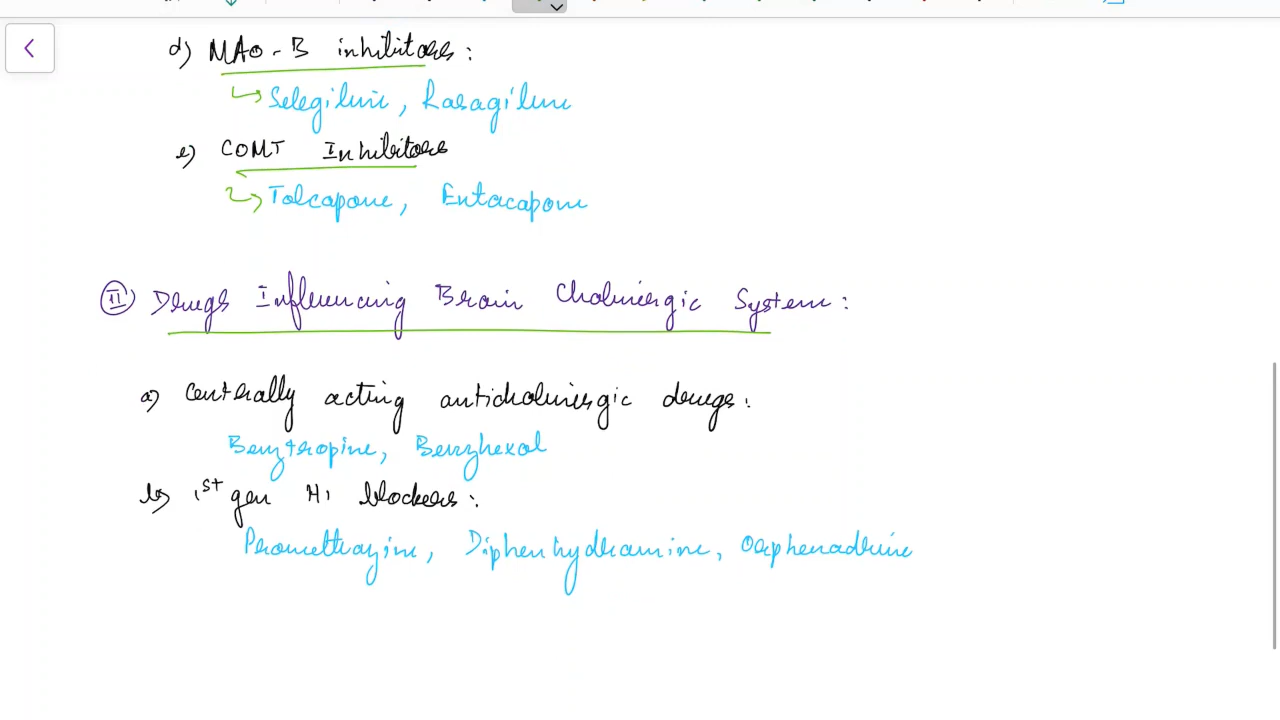 d) MAO-B inhibitors:
↳ Selegiline, Rasagiline
e) COMT Inhibitors
↳ Tolcapone, Entacapone
II Drugs Influencing Brain Cholinergic System:
a) Centrally acting anticholinergic drugs:
Benztropine, Benzhexol
b) 1st gen H1 blockers:
Promethazine, Diphenhydramine, Orphenadrine